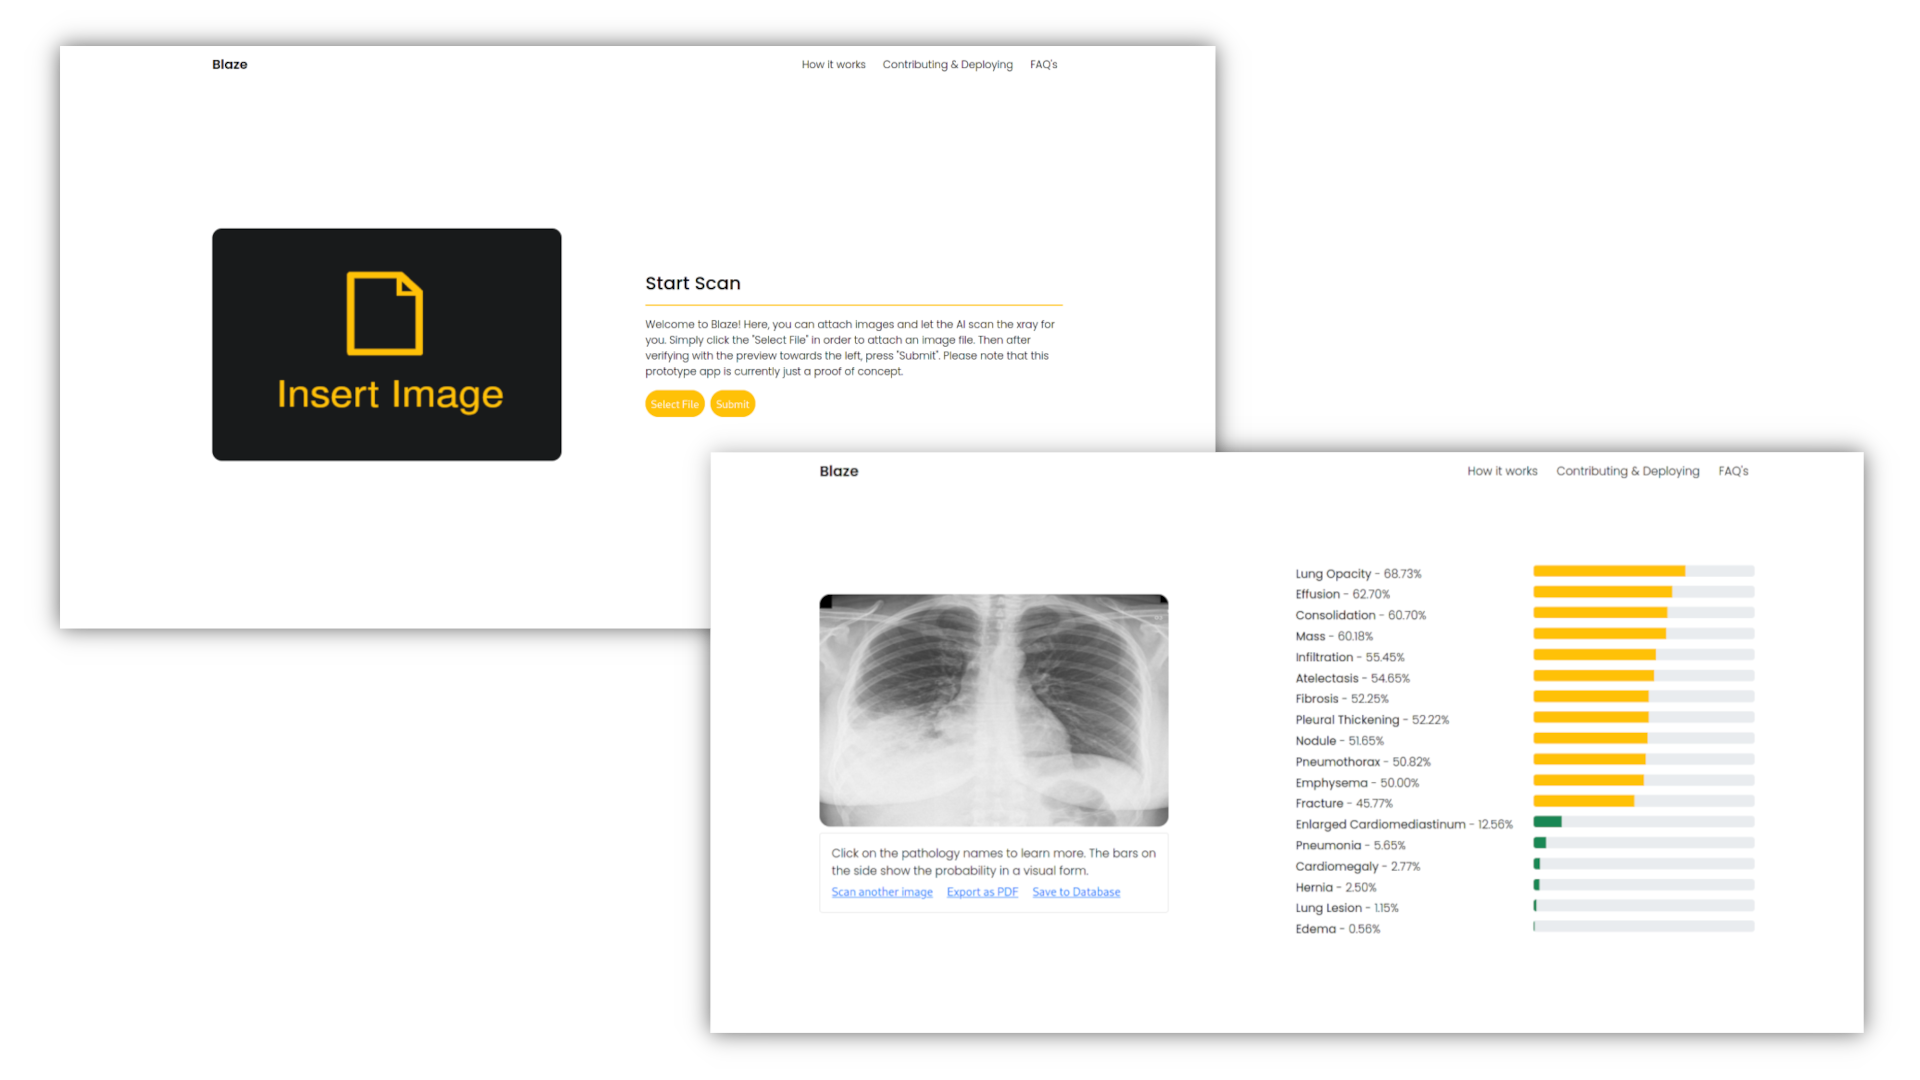 Blaze
How it works
Contributing & Deploying
FAQ's
Insert Image
Start Scan
Welcome to Blaze! Here, you can attach images and let the AI scan the xray for
you. Simply click the "Select File" in order to attach an image file. Then after
verifying with the preview towards the left, press "Submit". Please note that this
prototype app is currently just a proof of concept.
Select File
Submit
Blaze
How it works
Contributing & Deploying
FAQ's
Click on the pathology names to learn more. The bars on
the side show the probability in a visual form.
Scan another image
Export as PDF
Save to Database
Lung Opacity - 68.73%
Effusion - 62.70%
Consolidation - 60.70%
Mass - 60.18%
Infiltration - 55.45%
Atelectasis - 54.65%
Fibrosis - 52.25%
Pleural Thickening - 52.22%
Nodule - 51.65%
Pneumothorax - 50.82%
Emphysema - 50.00%
Fracture - 45.77%
Enlarged Cardiomediastinum - 12.56%
Pneumonia - 5.65%
Cardiomegaly - 2.77%
Hernia - 2.50%
Lung Lesion - 1.15%
Edema - 0.56%